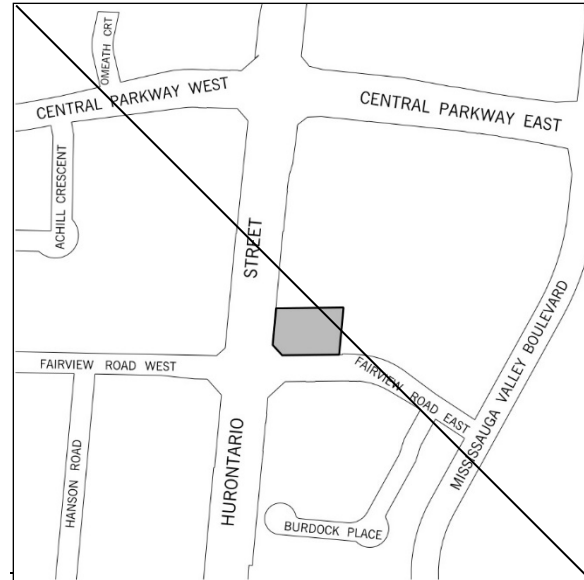 OMEATH CRT
CENTRAL PARKWAY WEST
CENTRAL PARKWAY EAST
ACHILL CRESCENT
STREET
MISSISSAUGA VALLEY BOULEVARD
FAIRVIEW ROAD WEST
FAIRVIEW ROAD EAST
HANSON ROAD
HURONTARIO
BURDOCK PLACE